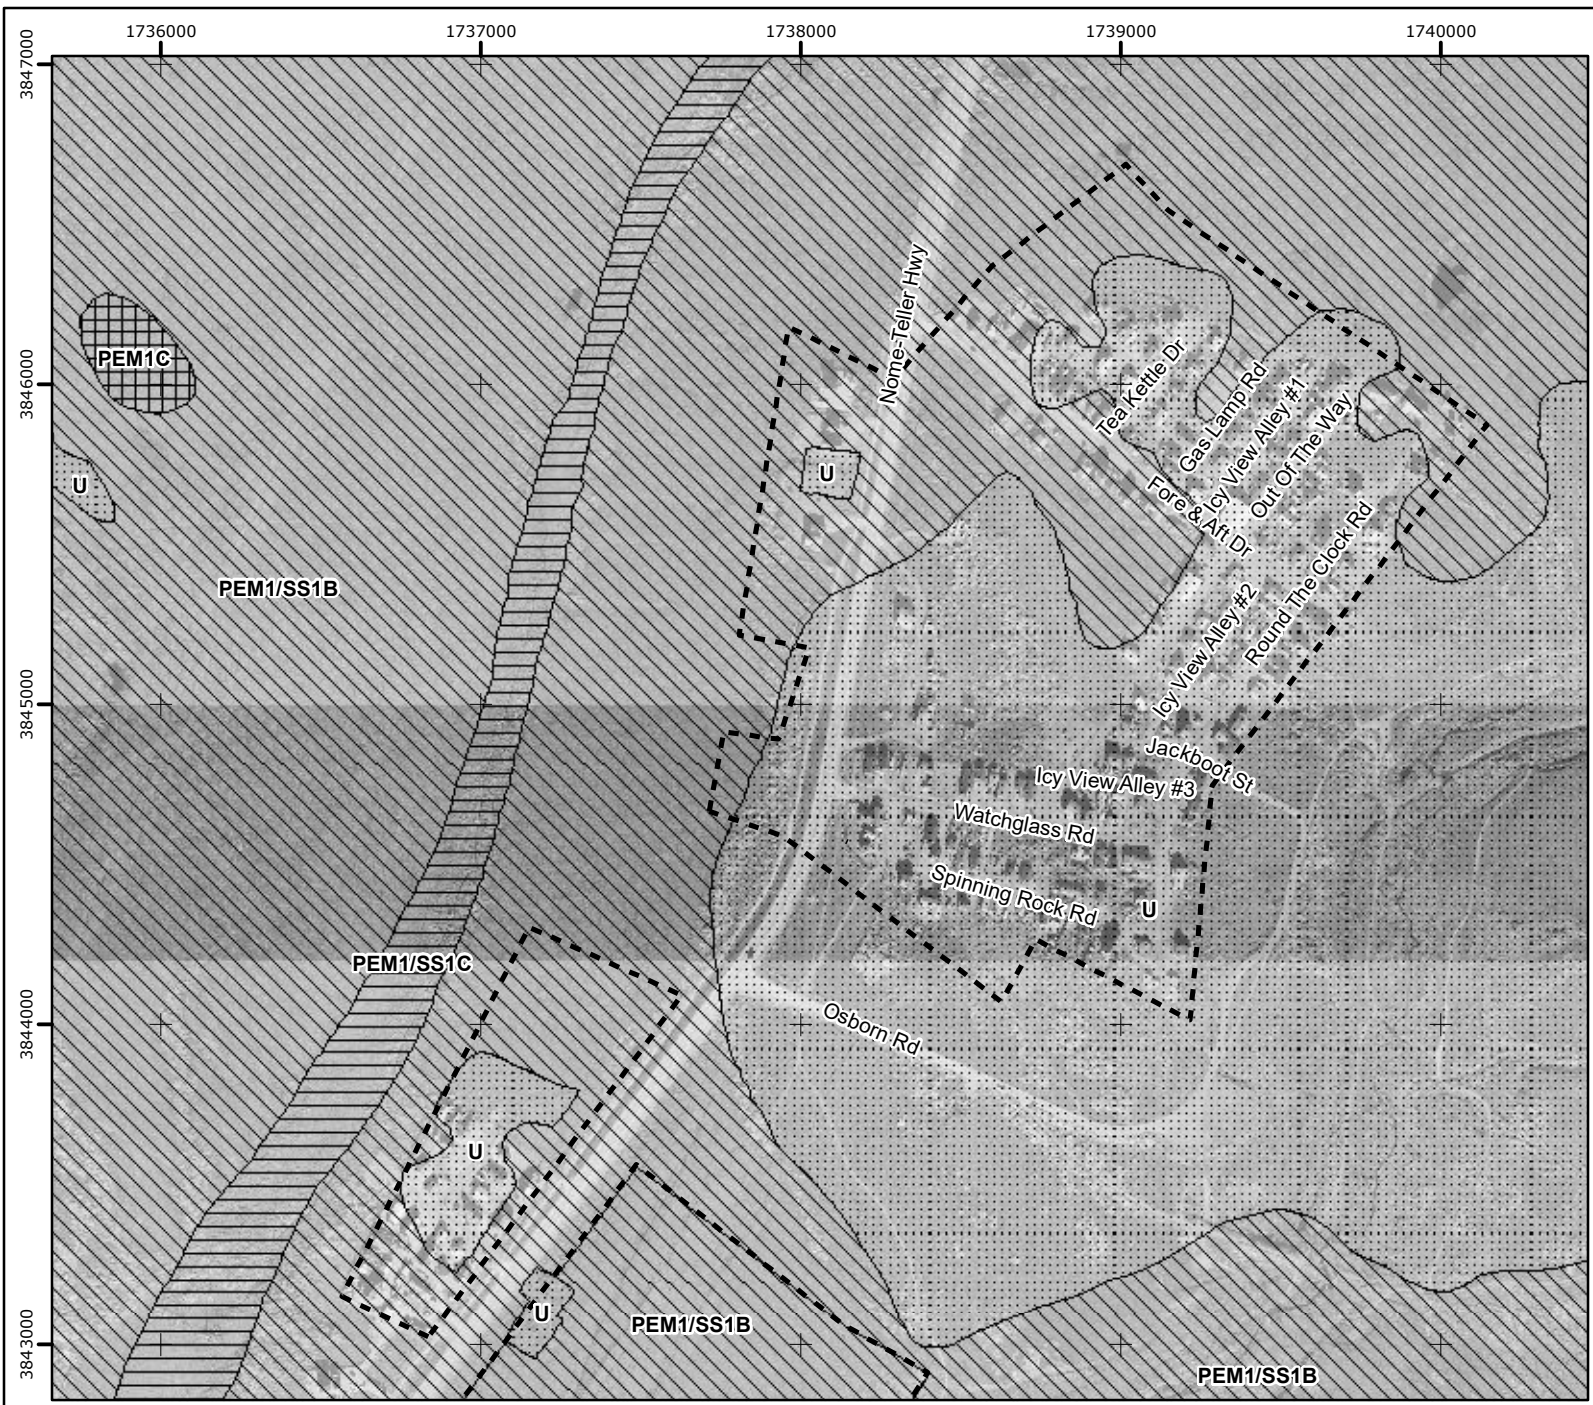 1736000
1737000
1738000
1739000
1740000
3847000
3846000
3845000
3844000
3843000
Nome-Teller Hwy
PEM1C
Tea Kettle Dr
Gas Lamp Rd
Icy View Alley #1
Out Of The Way
U
U
Fore & Aft Dr
Round The Clock Rd
PEM1/SS1B
Icy View Alley #2
Jackboot St
Icy View Alley #3
Watchglass Rd
Spinning Rock Rd
U
PEM1/SS1C
Osborn Rd
U
U
PEM1/SS1B
PEM1/SS1B